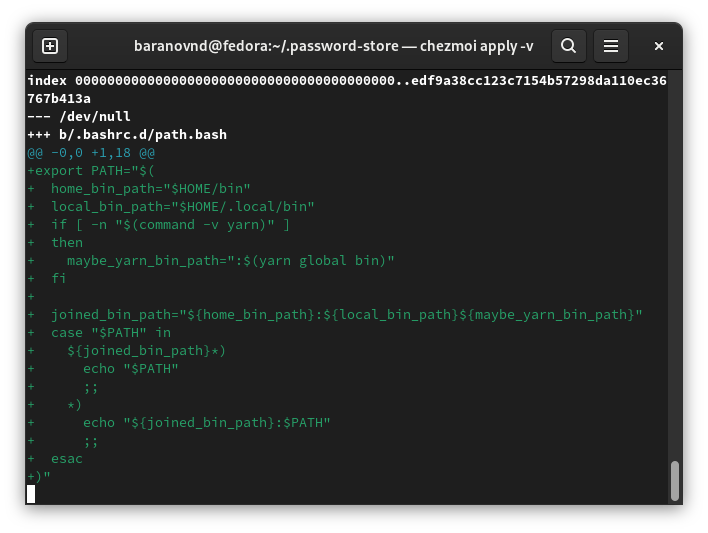 baranovnd@fedora:~/.password-store — chezmoi apply -v
index 0000000000000000000000000000000000000000..edf9a38cc123c7154b57298da110ec36
767b413a
--- /dev/null
+++ b/.bashrc.d/path.bash
@@ -0,0 +1,18 @@
+export PATH="$(
+  home_bin_path="$HOME/bin"
+  local_bin_path="$HOME/.local/bin"
+  if [ -n "$(command -v yarn)" ]
+  then
+    maybe_yarn_bin_path=":$(yarn global bin)"
+  fi
+
+  joined_bin_path="${home_bin_path}:${local_bin_path}${maybe_yarn_bin_path}"
+  case "$PATH" in
+    ${joined_bin_path}*)
+      echo "$PATH"
+      ;;
+    *)
+      echo "${joined_bin_path}:$PATH"
+      ;;
+  esac
+)"